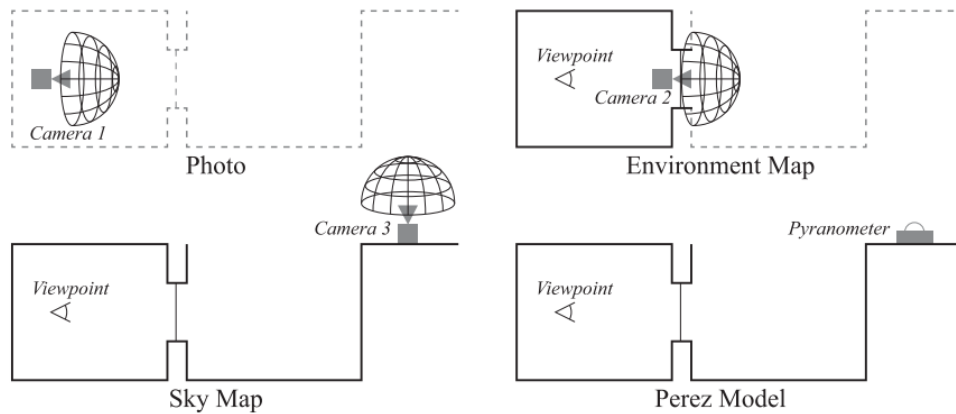 Camera 1
Photo
Viewpoint
Camera 2
Environment Map
Camera 3
Viewpoint
Sky Map
Pyranometer
Viewpoint
Perez Model